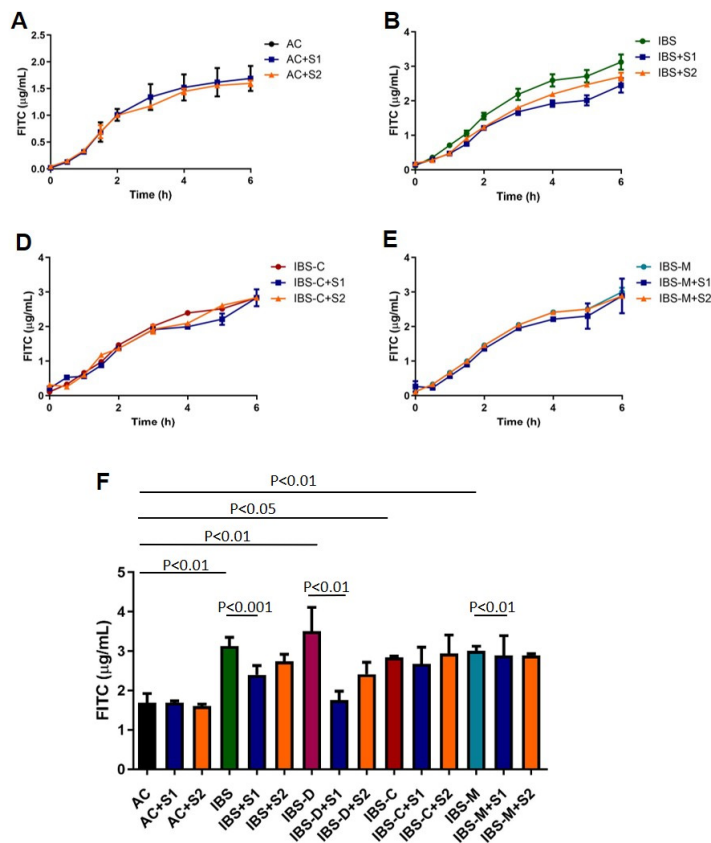 A
B
AC
AC+S1
AC+S2
IBS
IBS+S1
IBS+S2
FITC (µg/mL)
2.5
2.0
1.5
1.0
0.5
0.0
0 2 4 6
Time (h)
FITC (µg/mL)
4
3
2
1
0
0 2 4 6
Time (h)
D
E
IBS-C
IBS-C+S1
IBS-C+S2
IBS-M
IBS-M+S1
IBS-M+S2
FITC (µg/mL)
4
3
2
1
0
0 2 4 6
Time (h)
FITC (µg/mL)
4
3
2
1
0
0 2 4 6
Time (h)
F
P<0.01
P<0.05
P<0.01
P<0.01
P<0.001
P<0.01
P<0.01
FITC (µg/mL)
5
4
3
2
1
0
AC
AC+S1
AC+S2
IBS
IBS+S1
IBS+S2
IBS-D
IBS-D+S1
IBS-D+S2
IBS-C
IBS-C+S1
IBS-C+S2
IBS-M
IBS-M+S1
IBS-M+S2